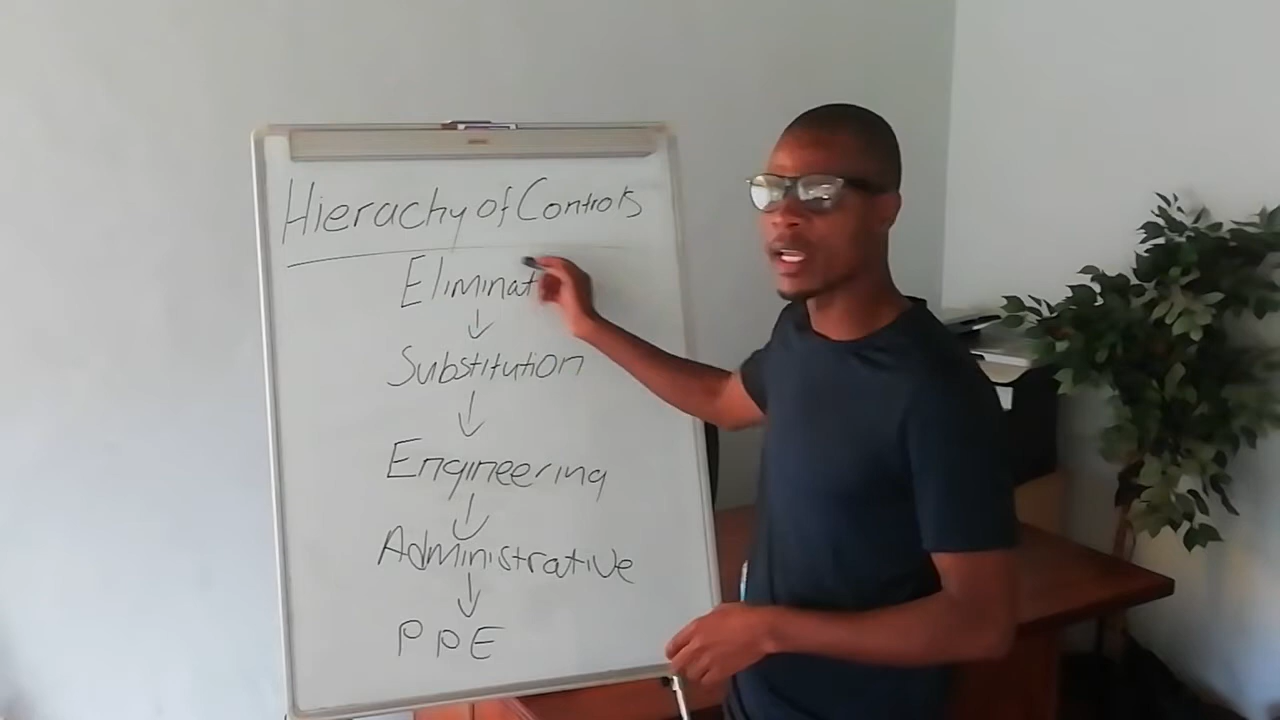 Hierachy of Controls
Eliminat
↓
Substitution
↓
Engineering
↓
Administrative
↓
PPE